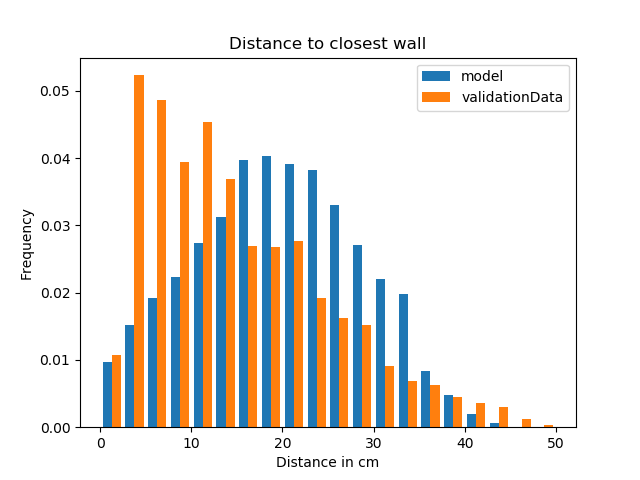 Distance to closest wall
model
validationData
0.05
0.04
0.03
0.02
0.01
0.00
Frequency
0 10 20 30 40 50
Distance in cm